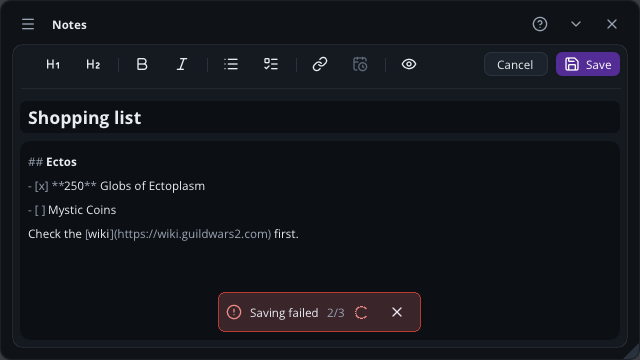 Notes
H1 H2 B I Cancel Save
Shopping list
## Ectos
- [x] **250** Globs of Ectoplasm
- [ ] Mystic Coins
Check the [wiki](https://wiki.guildwars2.com) first.
Saving failed 2/3